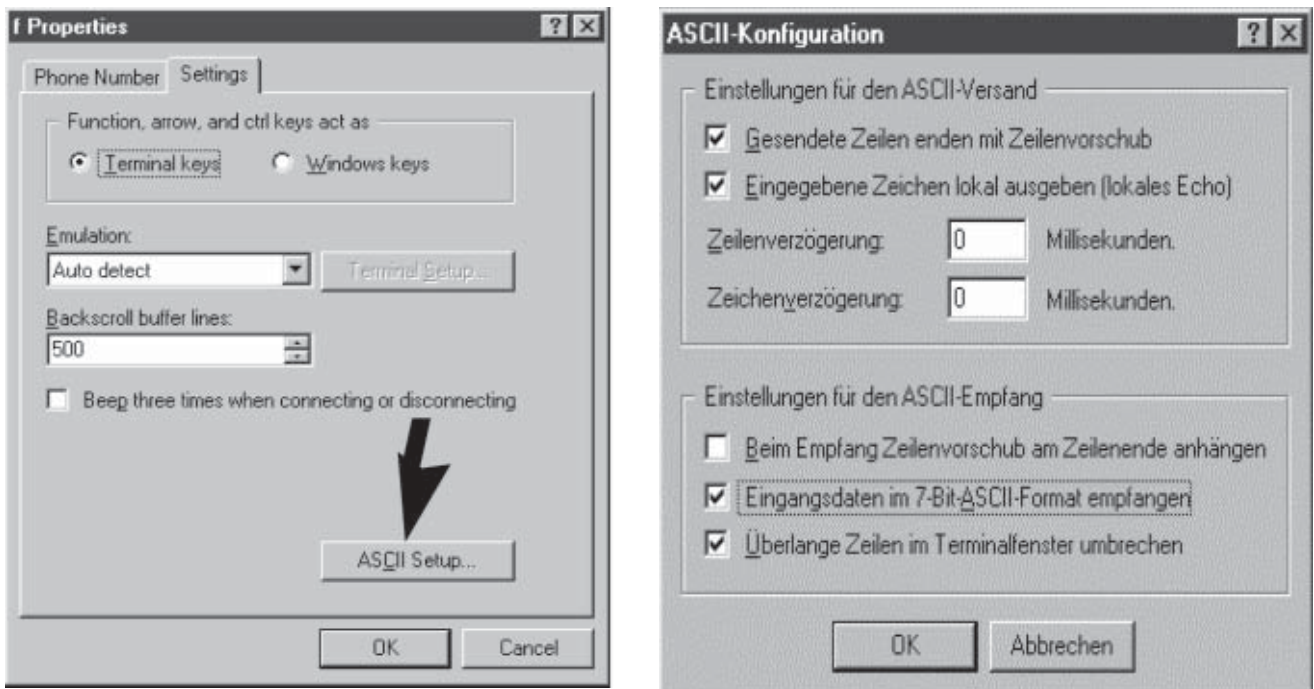 f Properties
Phone Number Settings
Function, arrow, and ctrl keys act as
Terminal keys Windows keys
Emulation:
Auto detect Terminal Setup...
Backscroll buffer lines:
500
Beep three times when connecting or disconnecting
ASCII Setup...
OK Cancel
ASCII-Konfiguration
Einstellungen für den ASCII-Versand
Gesendete Zeilen enden mit Zeilenvorschub
Eingegebene Zeichen lokal ausgeben (lokales Echo)
Zeilenverzögerung: 0 Millisekunden.
Zeichenverzögerung: 0 Millisekunden.
Einstellungen für den ASCII-Empfang
Beim Empfang Zeilenvorschub am Zeilenende anhängen
Eingangsdaten im 7-Bit-ASCII-Format empfangen
Überlange Zeilen im Terminalfenster umbrechen
OK Abbrechen